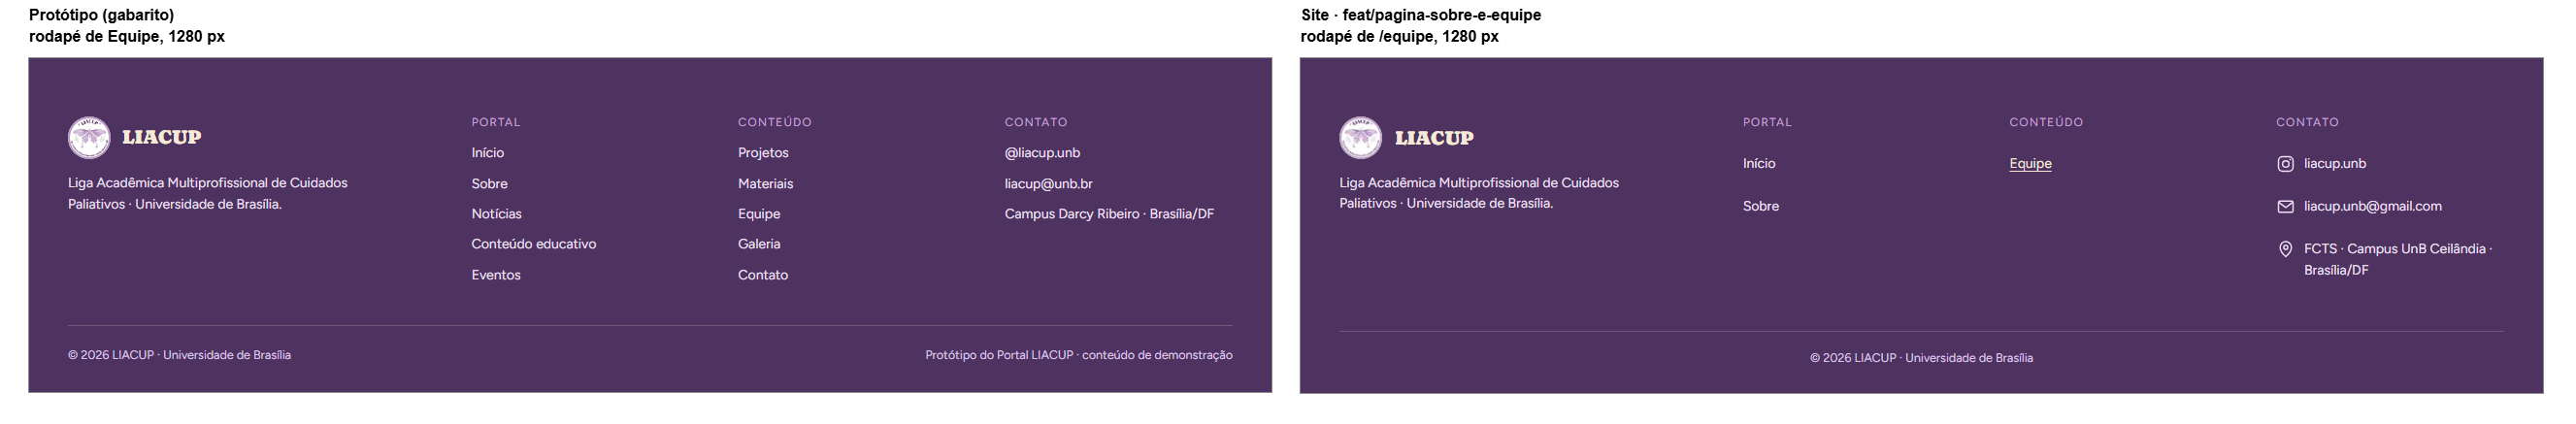 Protótipo (gabarito)
rodapé de Equipe, 1280 px
LIACUP
LIACUP
Liga Acadêmica Multiprofissional de Cuidados
Paliativos · Universidade de Brasília.
PORTAL
Início
Sobre
Notícias
Conteúdo educativo
Eventos
CONTEÚDO
Projetos
Materiais
Equipe
Galeria
Contato
CONTATO
@liacup.unb
liacup@unb.br
Campus Darcy Ribeiro · Brasília/DF
© 2026 LIACUP · Universidade de Brasília
Protótipo do Portal LIACUP · conteúdo de demonstração
Site · feat/pagina-sobre-e-equipe
rodapé de /equipe, 1280 px
LIACUP
LIACUP
Liga Acadêmica Multiprofissional de Cuidados
Paliativos · Universidade de Brasília.
PORTAL
Início
Sobre
CONTEÚDO
Equipe
CONTATO
liacup.unb
liacup.unb@gmail.com
FCTS · Campus UnB Ceilândia ·
Brasília/DF
© 2026 LIACUP · Universidade de Brasília